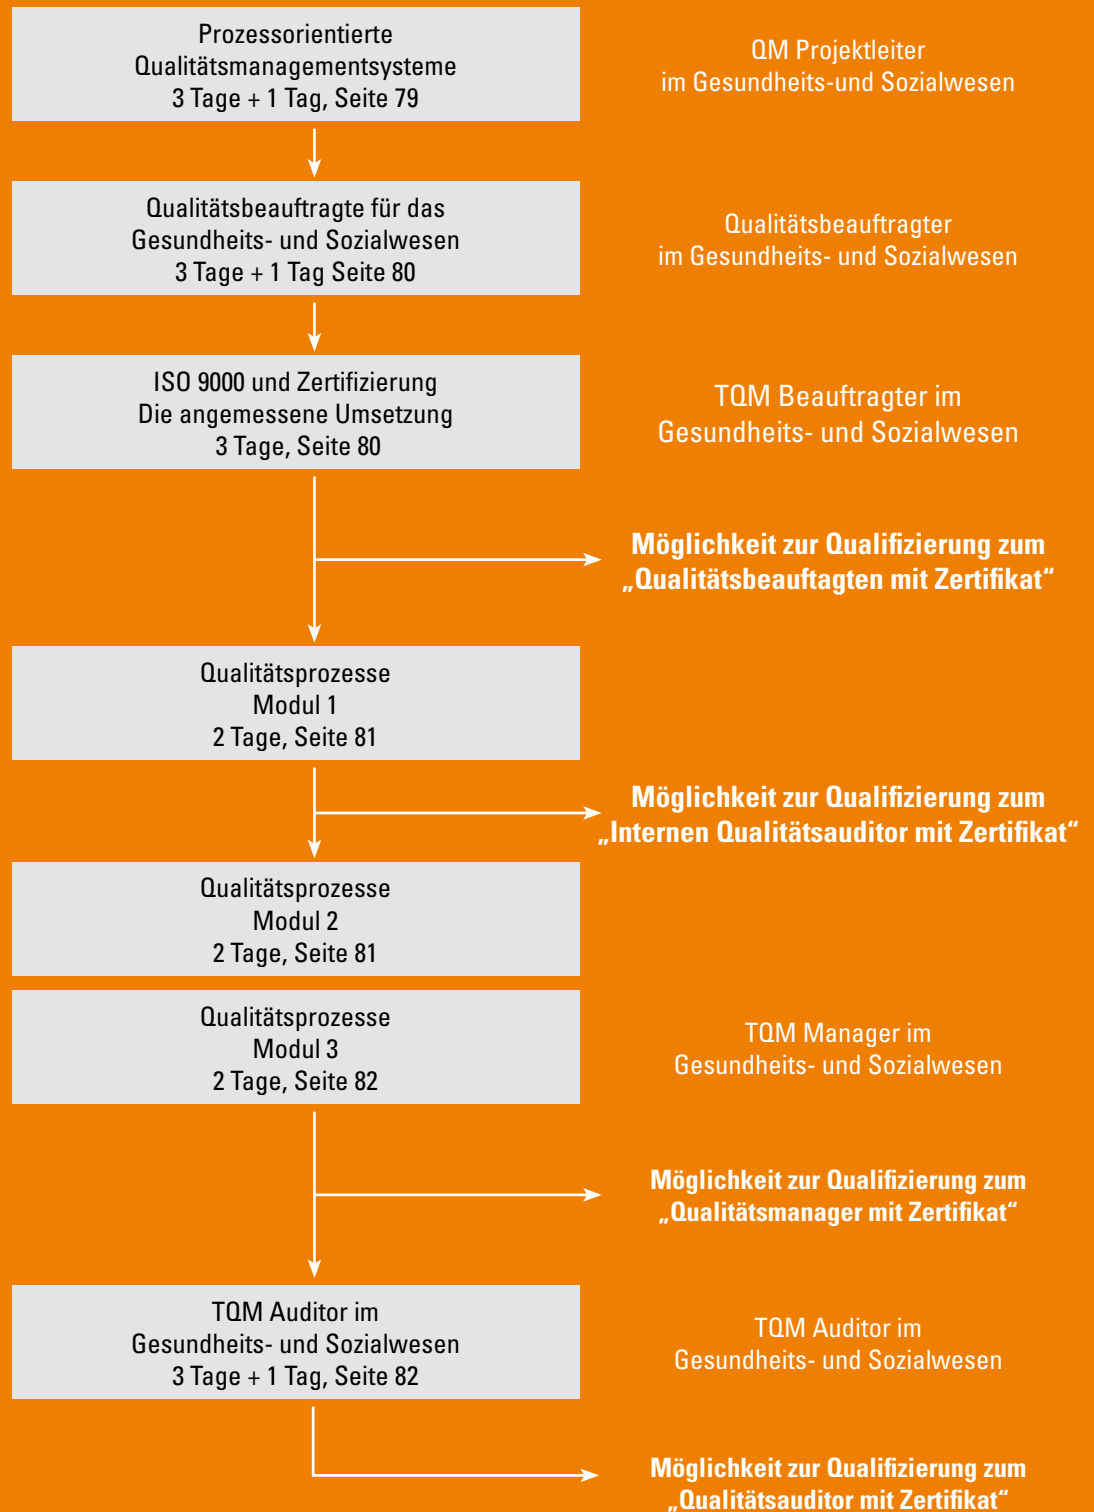 Prozessorientierte
Qualitätsmanagementsysteme
3 Tage + 1 Tag, Seite 79
QM Projektleiter
im Gesundheits-und Sozialwesen
Qualitätsbeauftragte für das
Gesundheits- und Sozialwesen
3 Tage + 1 Tag Seite 80
Qualitätsbeauftragter
im Gesundheits- und Sozialwesen
ISO 9000 und Zertifizierung
Die angemessene Umsetzung
3 Tage, Seite 80
TQM Beauftragter im
Gesundheits- und Sozialwesen
Möglichkeit zur Qualifizierung zum
„Qualitätsbeauftagten mit Zertifikat“
Qualitätsprozesse
Modul 1
2 Tage, Seite 81
Möglichkeit zur Qualifizierung zum
„Internen Qualitätsauditor mit Zertifikat“
Qualitätsprozesse
Modul 2
2 Tage, Seite 81
Qualitätsprozesse
Modul 3
2 Tage, Seite 82
TQM Manager im
Gesundheits- und Sozialwesen
Möglichkeit zur Qualifizierung zum
„Qualitätsmanager mit Zertifikat“
TQM Auditor im
Gesundheits- und Sozialwesen
3 Tage + 1 Tag, Seite 82
TQM Auditor im
Gesundheits- und Sozialwesen
Möglichkeit zur Qualifizierung zum
„Qualitätsauditor mit Zertifikat“